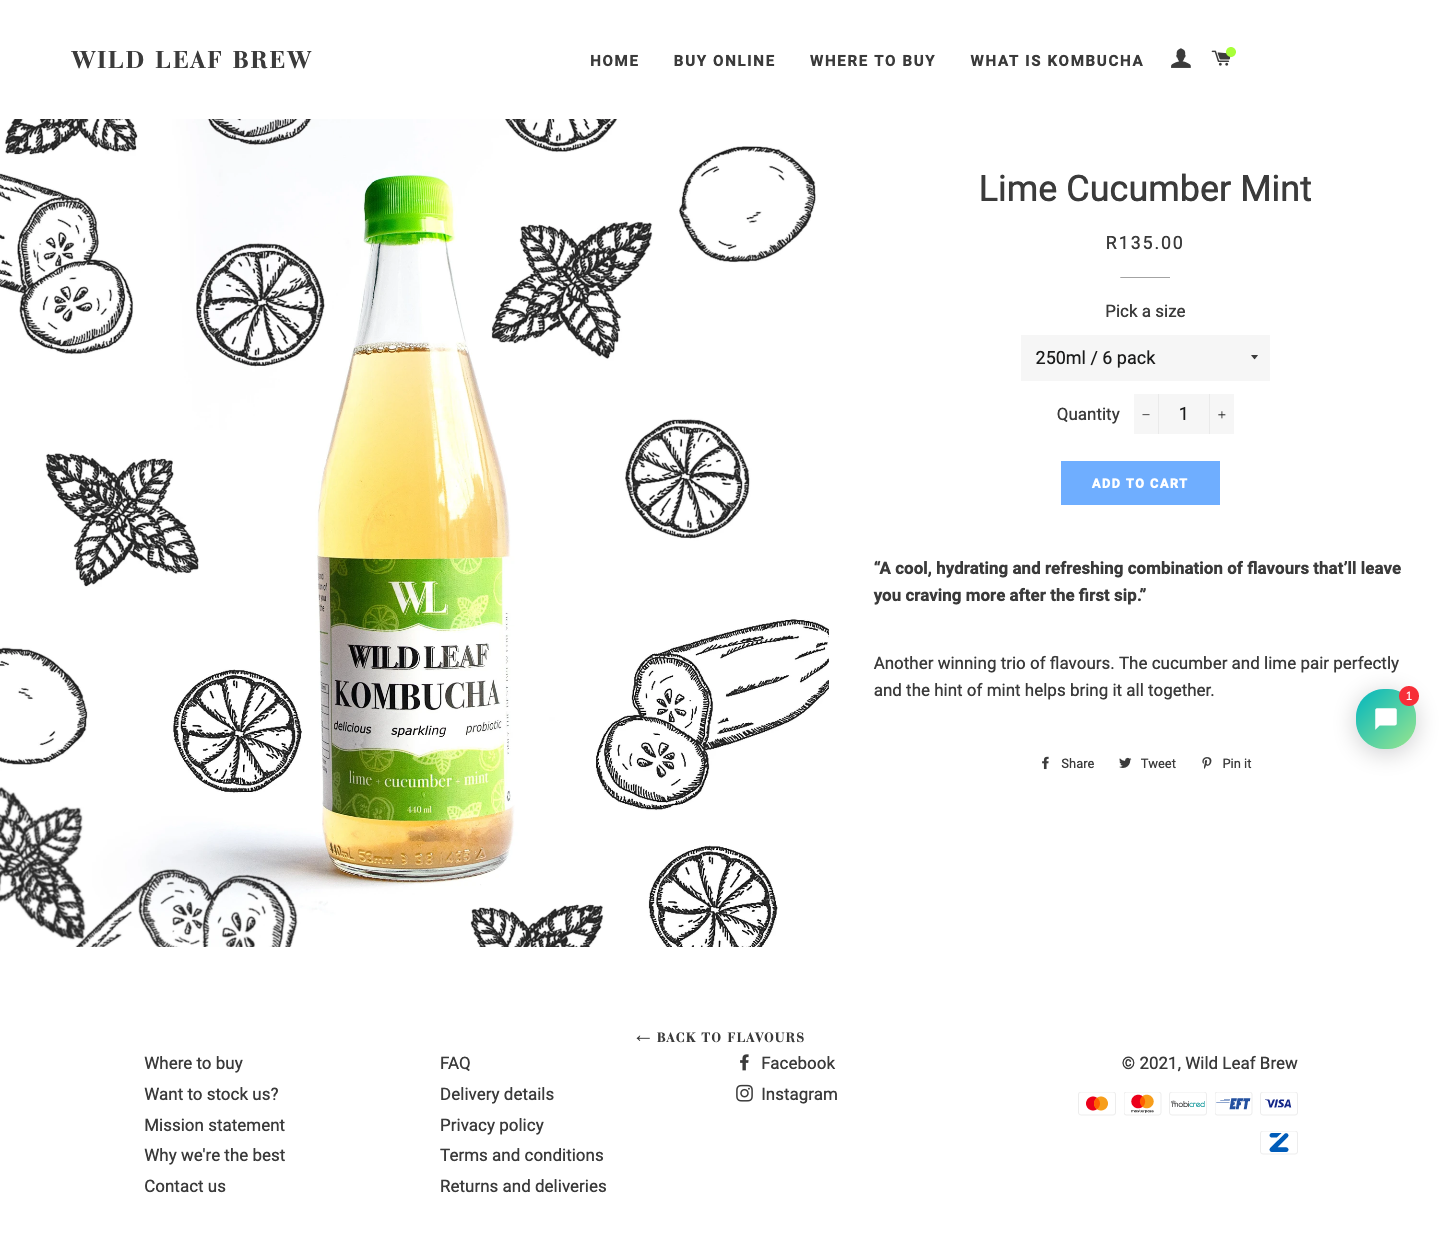 WILD LEAF BREW
HOME
BUY ONLINE
WHERE TO BUY
WHAT IS KOMBUCHA
WL
WILD LEAF
KOMBUCHA
delicious sparkling probiotic
lime + cucumber + mint
440 ml
Lime Cucumber Mint
R135.00
Pick a size
250ml / 6 pack
Quantity
−
1
+
ADD TO CART
“A cool, hydrating and refreshing combination of flavours that’ll leave
you craving more after the first sip.”
Another winning trio of flavours. The cucumber and lime pair perfectly
and the hint of mint helps bring it all together.
1
Share
Tweet
Pin it
← BACK TO FLAVOURS
Where to buy
Want to stock us?
Mission statement
Why we're the best
Contact us
FAQ
Delivery details
Privacy policy
Terms and conditions
Returns and deliveries
Facebook
Instagram
© 2021, Wild Leaf Brew
mobicred
EFT
VISA